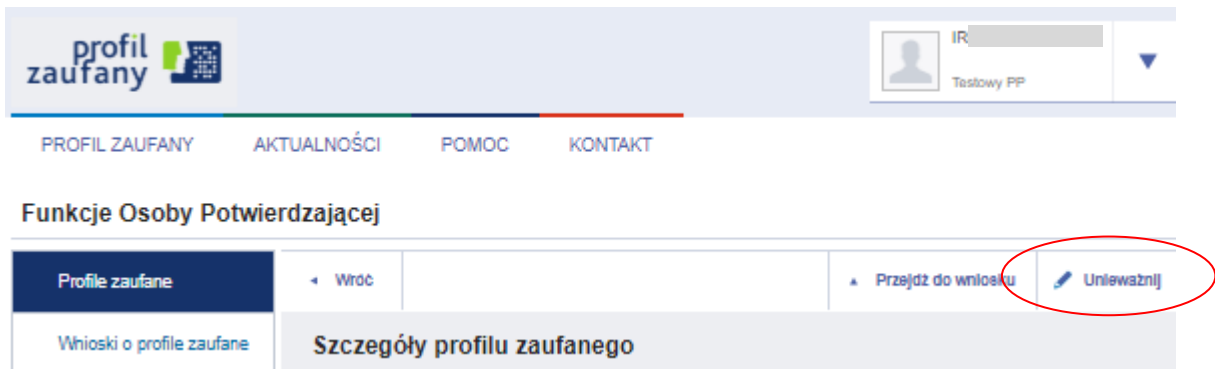 profil
zaufany
IR
Testowy PP
PROFIL ZAUFANY AKTUALNOŚCI POMOC KONTAKT
Funkcje Osoby Potwierdzającej
Profile zaufane
Wróć
Przejdź do wniosku
Unieważnij
Wnioski o profile zaufane
Szczegóły profilu zaufanego